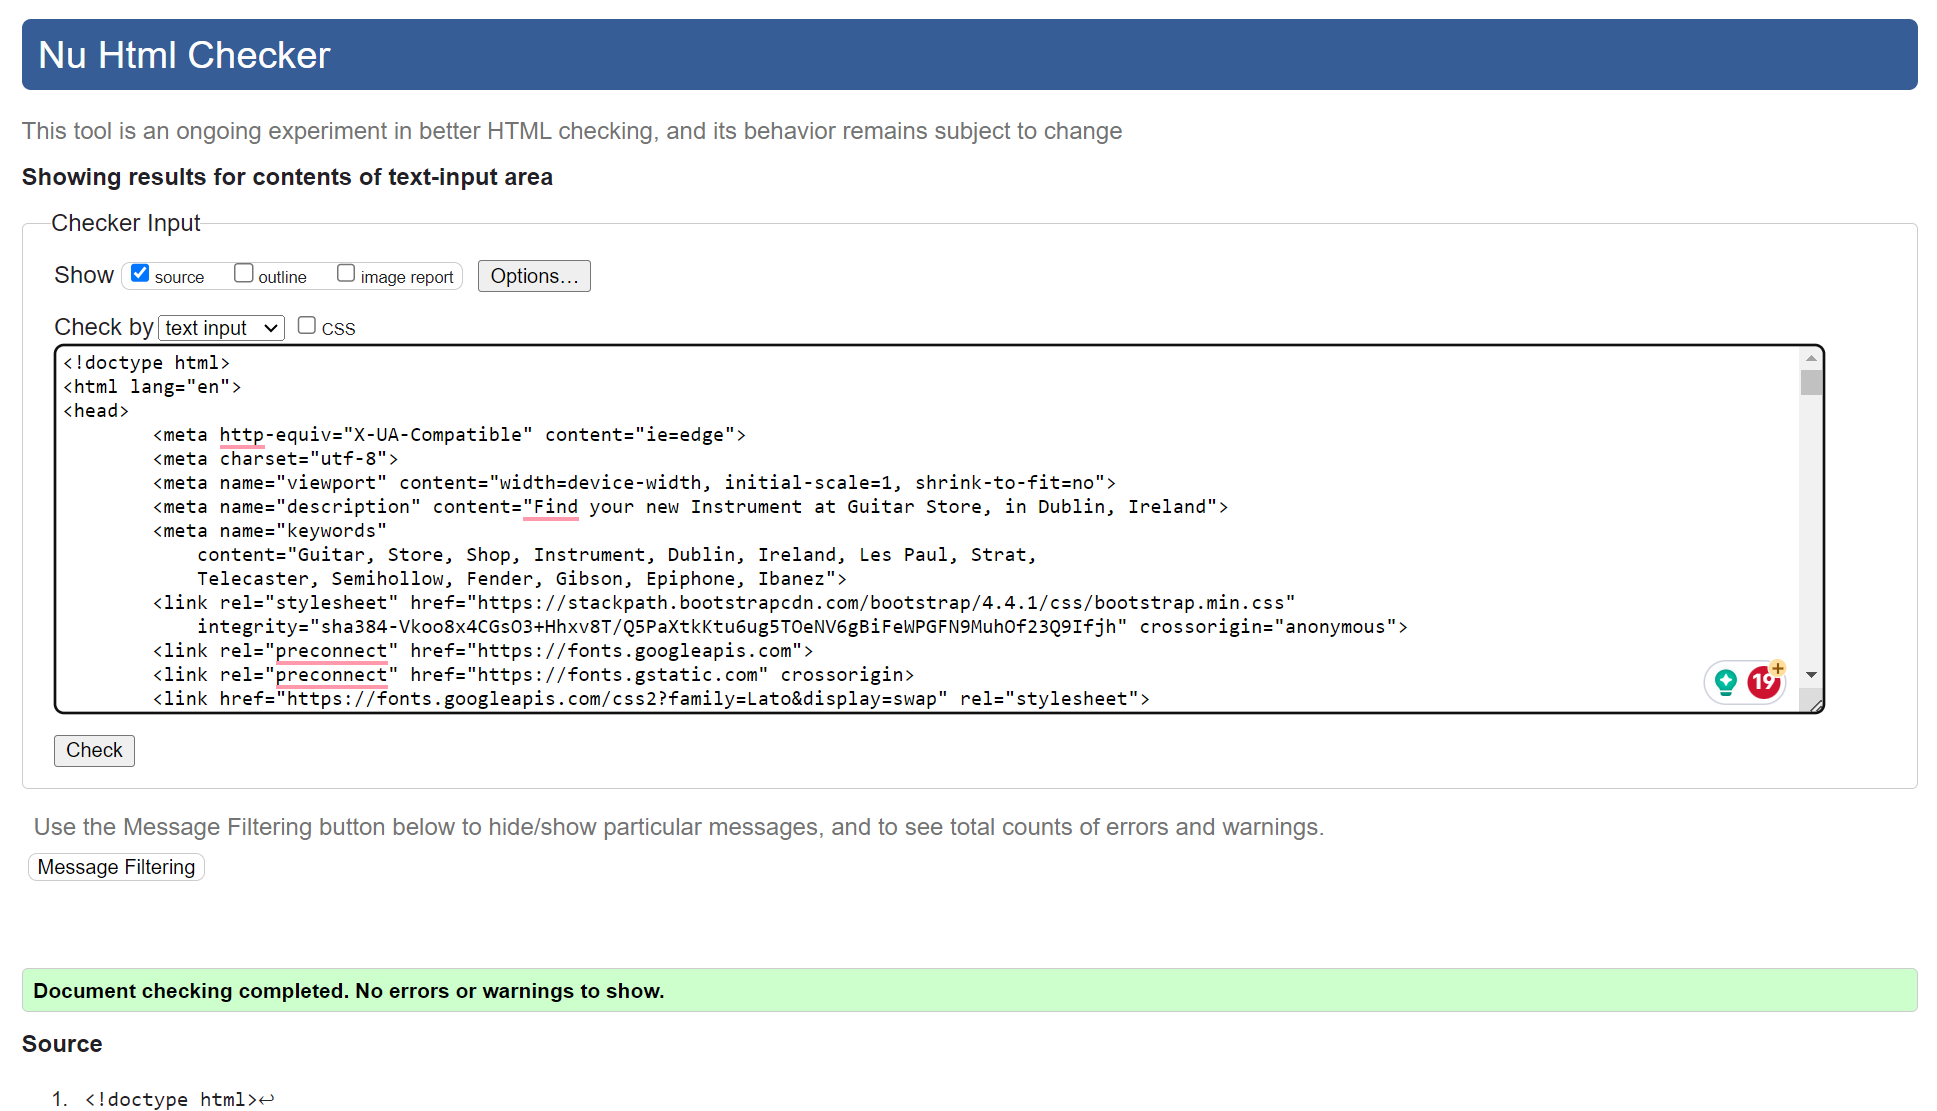 Nu Html Checker
This tool is an ongoing experiment in better HTML checking, and its behavior remains subject to change
Showing results for contents of text-input area
Checker Input
Show source outline image report Options...
Check by text input CSS
<!doctype html>
<html lang="en">
<head>
<meta http-equiv="X-UA-Compatible" content="ie=edge">
<meta charset="utf-8">
<meta name="viewport" content="width=device-width, initial-scale=1, shrink-to-fit=no">
<meta name="description" content="Find your new Instrument at Guitar Store, in Dublin, Ireland">
<meta name="keywords"
content="Guitar, Store, Shop, Instrument, Dublin, Ireland, Les Paul, Strat,
Telecaster, Semihollow, Fender, Gibson, Epiphone, Ibanez">
<link rel="stylesheet" href="https://stackpath.bootstrapcdn.com/bootstrap/4.4.1/css/bootstrap.min.css"
integrity="sha384-Vkoo8x4CGsO3+Hhxv8T/Q5PaXtkKtu6ug5TOeNV6gBiFeWPGFN9MuhOf23Q9Ifjh" crossorigin="anonymous">
<link rel="preconnect" href="https://fonts.googleapis.com">
<link rel="preconnect" href="https://fonts.gstatic.com" crossorigin>
<link href="https://fonts.googleapis.com/css2?family=Lato&display=swap" rel="stylesheet">
19
Check
Use the Message Filtering button below to hide/show particular messages, and to see total counts of errors and warnings.
Message Filtering
Document checking completed. No errors or warnings to show.
Source
1. <!doctype html>↩